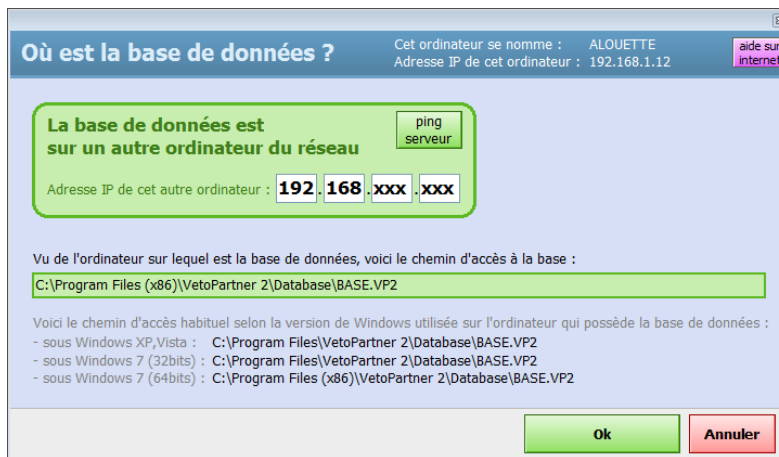 Où est la base de données ?
Cet ordinateur se nomme : ALOUETTE
Adresse IP de cet ordinateur : 192.168.1.12
aide sur
internet
La base de données est
sur un autre ordinateur du réseau
ping
serveur
Adresse IP de cet autre ordinateur : 192.168.xxx.xxx
Vu de l'ordinateur sur lequel est la base de données, voici le chemin d'accès à la base :
C:\Program Files (x86)\VetoPartner 2\Database\BASE.VP2
Voici le chemin d'accès habituel selon la version de Windows utilisée sur l'ordinateur qui possède la base de données :
- sous Windows XP,Vista : C:\Program Files\VetoPartner 2\Database\BASE.VP2
- sous Windows 7 (32bits) : C:\Program Files\VetoPartner 2\Database\BASE.VP2
- sous Windows 7 (64bits) : C:\Program Files (x86)\VetoPartner 2\Database\BASE.VP2
Ok
Annuler